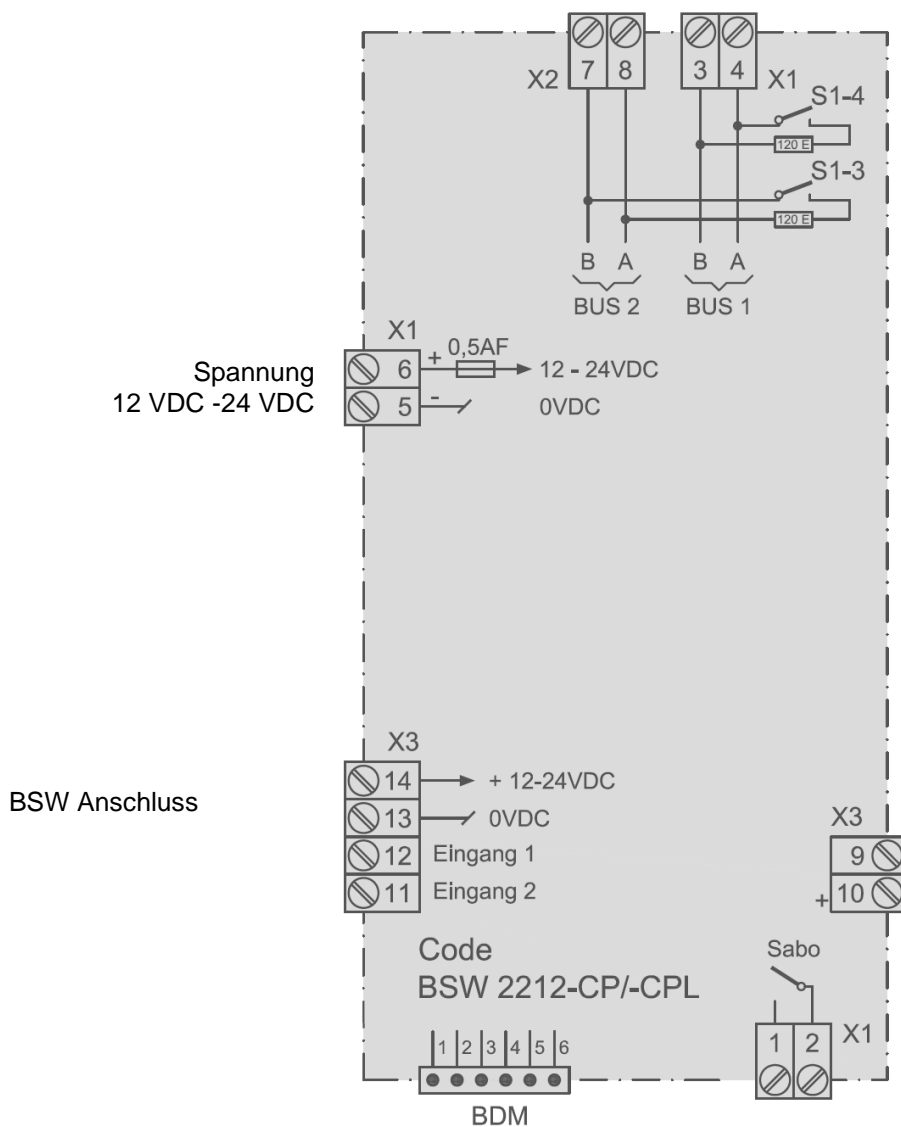 7 8
3 4
X2
X1
S1-4
120 E
S1-3
120 E
B A
B A
BUS 2
BUS 1
X1
Spannung
12 VDC -24 VDC
6 + 0,5AF 12 - 24VDC
5 - 0VDC
X3
BSW Anschluss
14 + 12-24VDC
13 0VDC
12 Eingang 1
11 Eingang 2
X3
9
+ 10
Code
BSW 2212-CP/-CPL
Sabo
1 2
X1
1 2 3 4 5 6
BDM